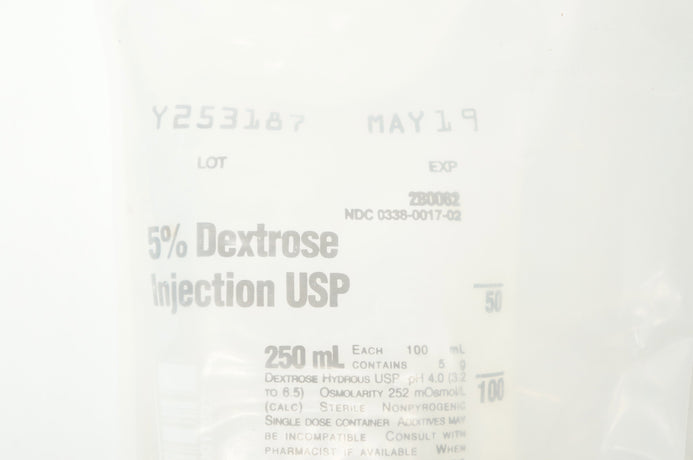 Y253187 MAY19
LOT EXP
2B0062
NDC 0338-0017-02
5% Dextrose
Injection USP
50
250 mL EACH 100 mL
CONTAINS 5 g
DEXTROSE HYDROUS USP pH 4.0 (3.2
TO 6.5) OSMOLARITY 252 mOsmol/L
(CALC) STERILE NONPYROGENIC
100
SINGLE DOSE CONTAINER ADDITIVES MAY
BE INCOMPATIBLE CONSULT WITH
PHARMACIST IF AVAILABLE WHEN